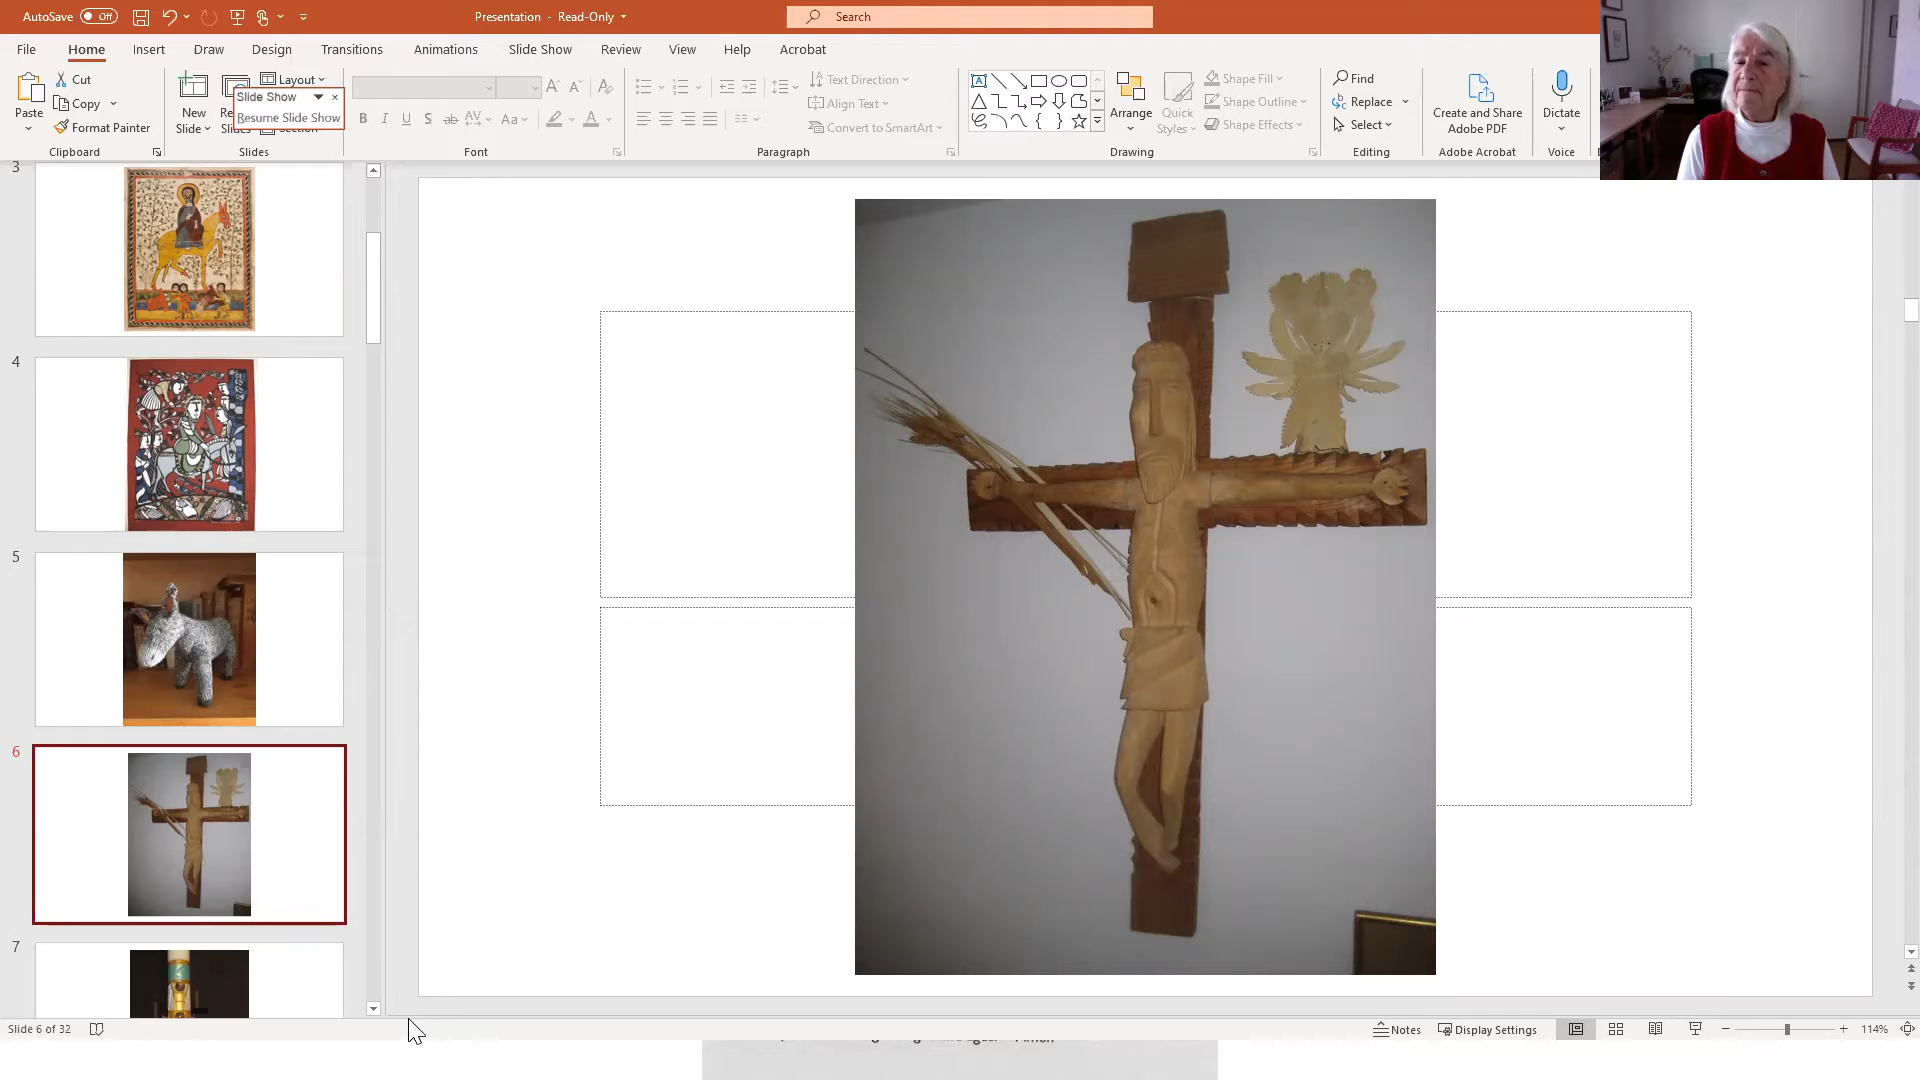 AutoSave Off
Presentation - Read-Only
Search
File Home Insert Draw Design Transitions Animations Slide Show Review View Help Acrobat
Paste
Cut
Copy
Format Painter
Clipboard
New
Slide
Layout
Slide Show
Resume Slide Show
Slides
Font
Text Direction
Align Text
Convert to SmartArt
Paragraph
Arrange
Quick
Styles
Shape Fill
Shape Outline
Shape Effects
Drawing
Find
Replace
Select
Editing
Create and Share
Adobe PDF
Adobe Acrobat
Dictate
Voice
3
4
5
6
7
Slide 6 of 32
Notes
Display Settings
114%